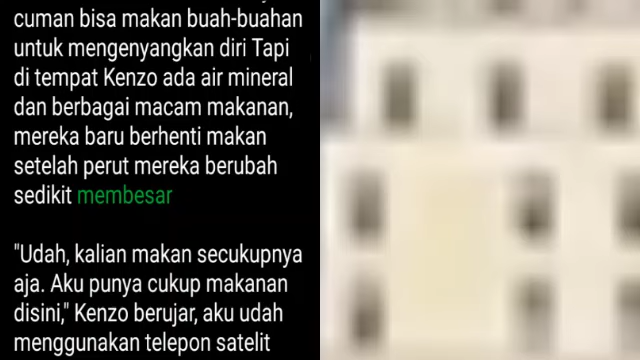 cuman bisa makan buah-buahan
untuk mengenyangkan diri Tapi
di tempat Kenzo ada air mineral
dan berbagai macam makanan,
mereka baru berhenti makan
setelah perut mereka berubah
sedikit membesar
"Udah, kalian makan secukupnya
aja. Aku punya cukup makanan
disini," Kenzo berujar, aku udah
menggunakan telepon satelit